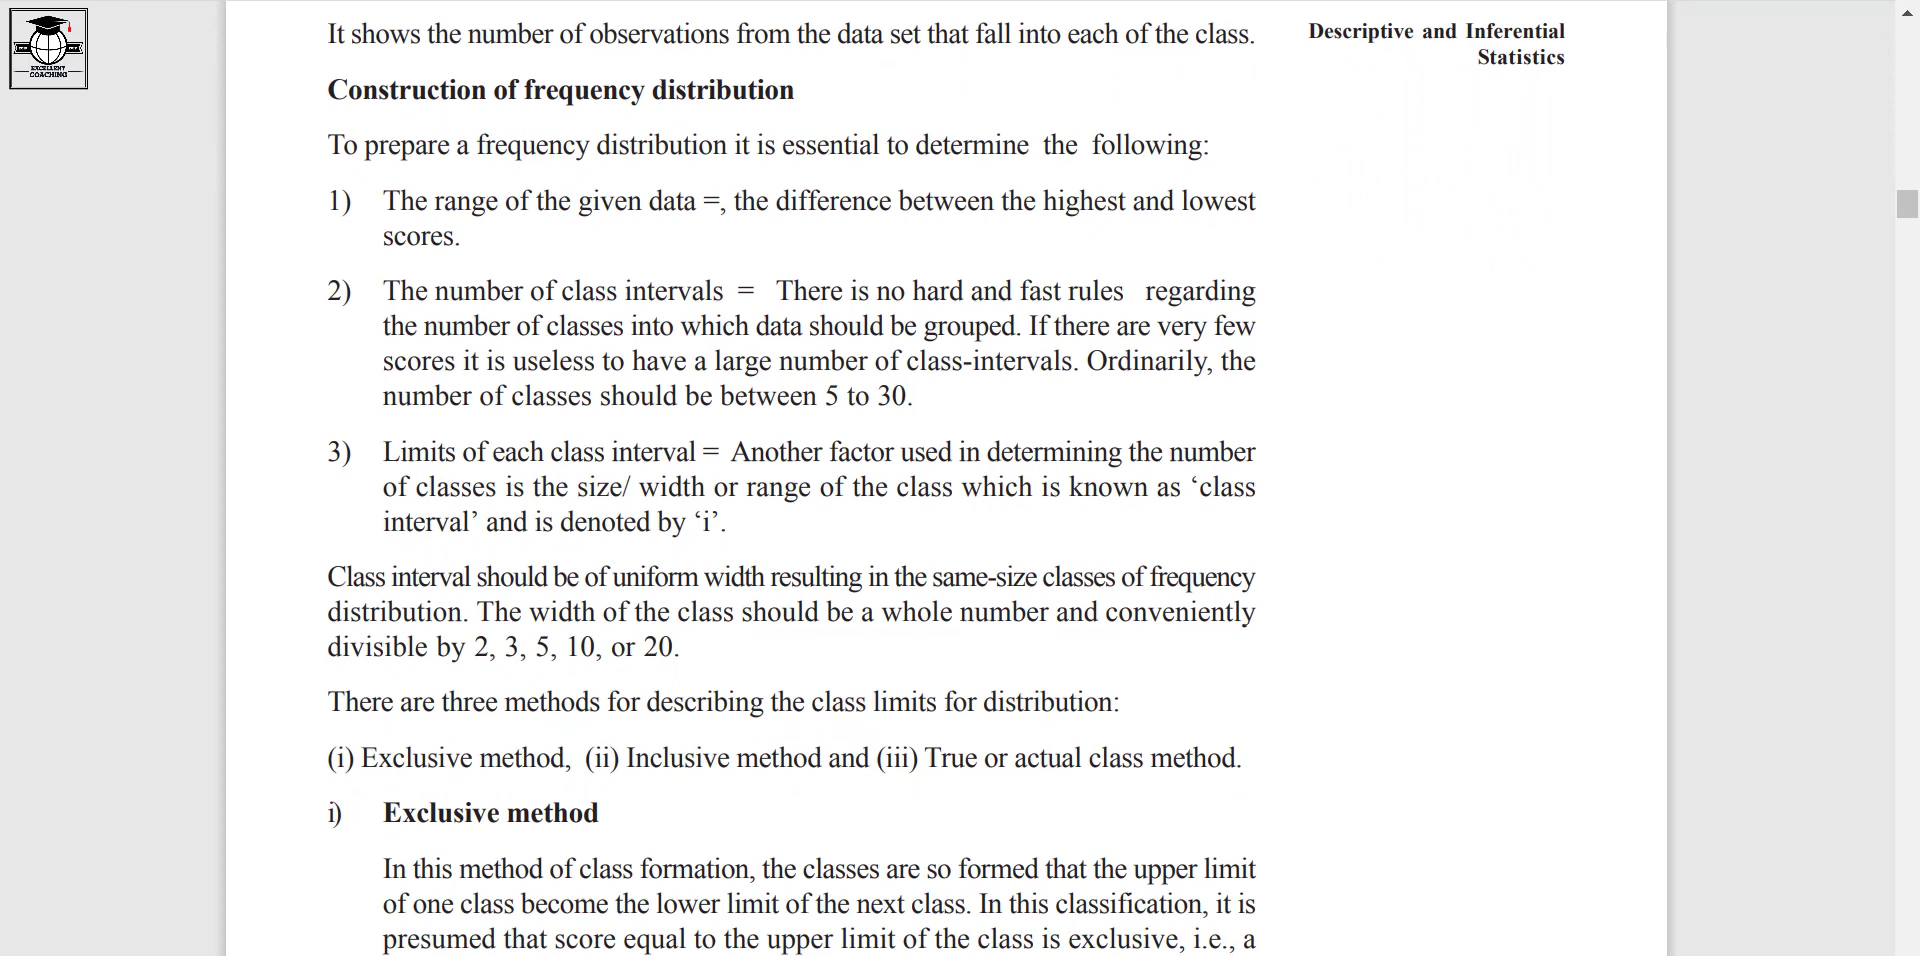 EXCELLENT
COACHING
It shows the number of observations from the data set that fall into each of the class.
Descriptive and Inferential
Statistics
Construction of frequency distribution
To prepare a frequency distribution it is essential to determine the following:
1) The range of the given data =, the difference between the highest and lowest
scores.
2) The number of class intervals = There is no hard and fast rules regarding
the number of classes into which data should be grouped. If there are very few
scores it is useless to have a large number of class-intervals. Ordinarily, the
number of classes should be between 5 to 30.
3) Limits of each class interval = Another factor used in determining the number
of classes is the size/ width or range of the class which is known as ‘class
interval’ and is denoted by ‘i’.
Class interval should be of uniform width resulting in the same-size classes of frequency
distribution. The width of the class should be a whole number and conveniently
divisible by 2, 3, 5, 10, or 20.
There are three methods for describing the class limits for distribution:
(i) Exclusive method, (ii) Inclusive method and (iii) True or actual class method.
i) Exclusive method
In this method of class formation, the classes are so formed that the upper limit
of one class become the lower limit of the next class. In this classification, it is
presumed that score equal to the upper limit of the class is exclusive, i.e., a